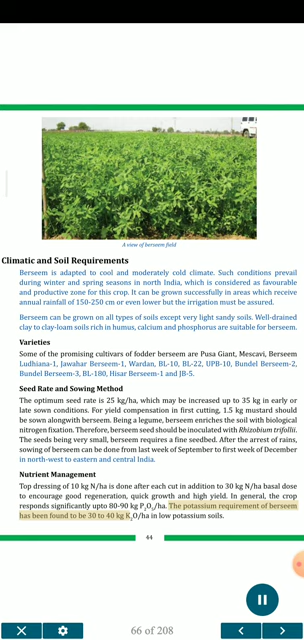 A view of berseem field
Climatic and Soil Requirements
Berseem is adapted to cool and moderately cold climate. Such conditions prevail
during winter and spring seasons in north India, which is considered as favourable
and productive zone for this crop. It can be grown successfully in areas which receive
annual rainfall of 150-250 cm or even lower but the irrigation must be assured.
Berseem can be grown on all types of soils except very light sandy soils. Well-drained
clay to clay-loam soils rich in humus, calcium and phosphorus are suitable for berseem.
Varieties
Some of the promising cultivars of fodder berseem are Pusa Giant, Mescavi, Berseem
Ludhiana-1, Jawahar Berseem-1, Wardan, BL-10, BL-22, UPB-10, Bundel Berseem-2,
Bundel Berseem-3, BL-180, Hisar Berseem-1 and JB-5.
Seed Rate and Sowing Method
The optimum seed rate is 25 kg/ha, which may be increased up to 35 kg in early or
late sown conditions. For yield compensation in first cutting, 1.5 kg mustard should
be sown alongwith berseem. Being a legume, berseem enriches the soil with biological
nitrogen fixation. Therefore, berseem seed should be inoculated with Rhizobium trifolii.
The seeds being very small, berseem requires a fine seedbed. After the arrest of rains,
sowing of berseem can be done from last week of September to first week of December
in north-west to eastern and central India.
Nutrient Management
Top dressing of 10 kg N/ha is done after each cut in addition to 30 kg N/ha basal dose
to encourage good regeneration, quick growth and high yield. In general, the crop
responds significantly upto 80-90 kg P₂O₅/ha. The potassium requirement of berseem
has been found to be 30 to 40 kg K₂O/ha in low potassium soils.
44
66 of 208